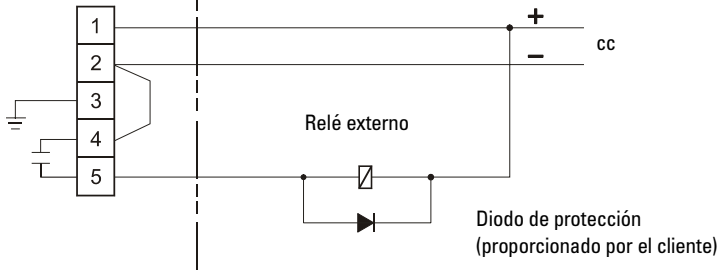 1
+
cc
2
−
3
Relé externo
4
5
Diodo de protección
(proporcionado por el cliente)